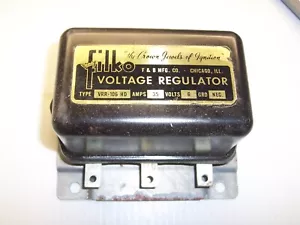 filko
"the Crown Jewels of Ignition"
F & B MFG. CO. - CHICAGO, ILL.
VOLTAGE REGULATOR
TYPE VRR-106 HD AMPS 35 VOLTS 6 GRD NEG.